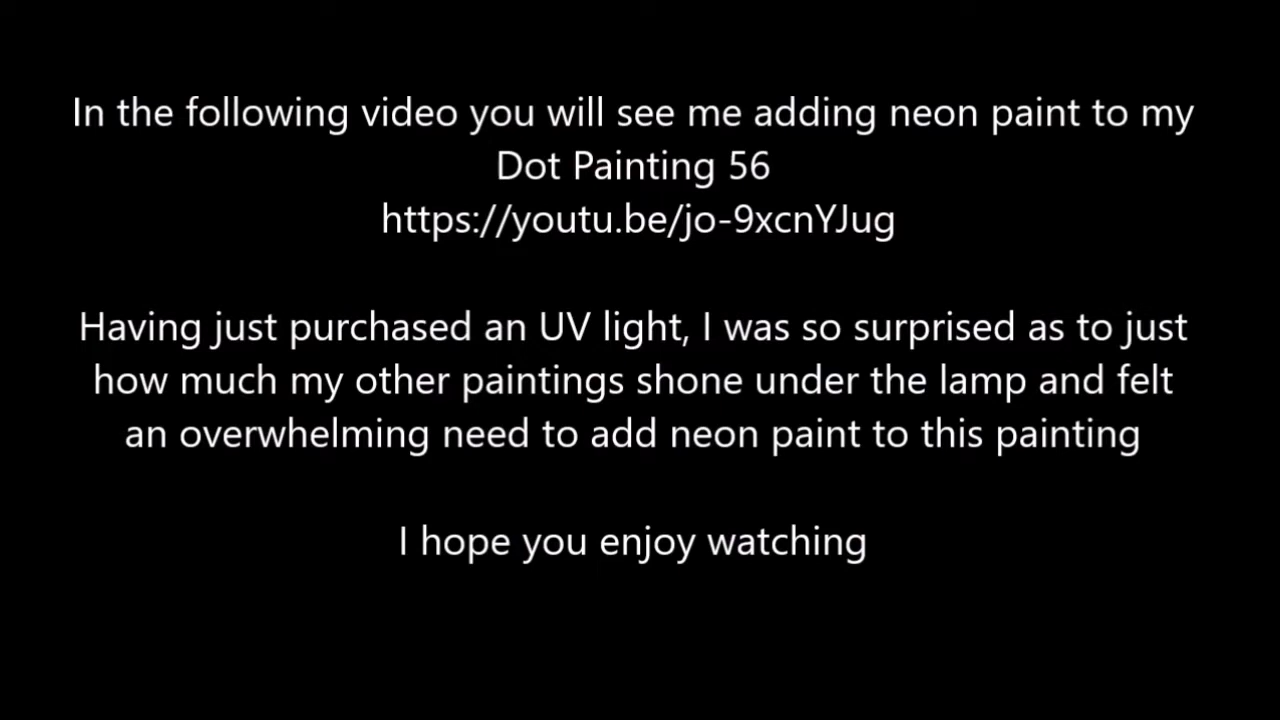 In the following video you will see me adding neon paint to my
Dot Painting 56
https://youtu.be/jo-9xcnYJug
Having just purchased an UV light, I was so surprised as to just
how much my other paintings shone under the lamp and felt
an overwhelming need to add neon paint to this painting
I hope you enjoy watching